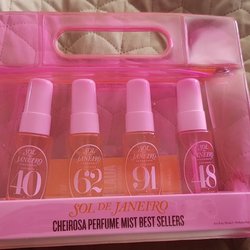 SOL DE
JANEIRO
40
SOL DE
JANEIRO
62
SOL DE
JANEIRO
91
SOL DE
JANEIRO
48
SOL DE JANEIRO
CHEIROSA PERFUME MIST BEST SELLERS